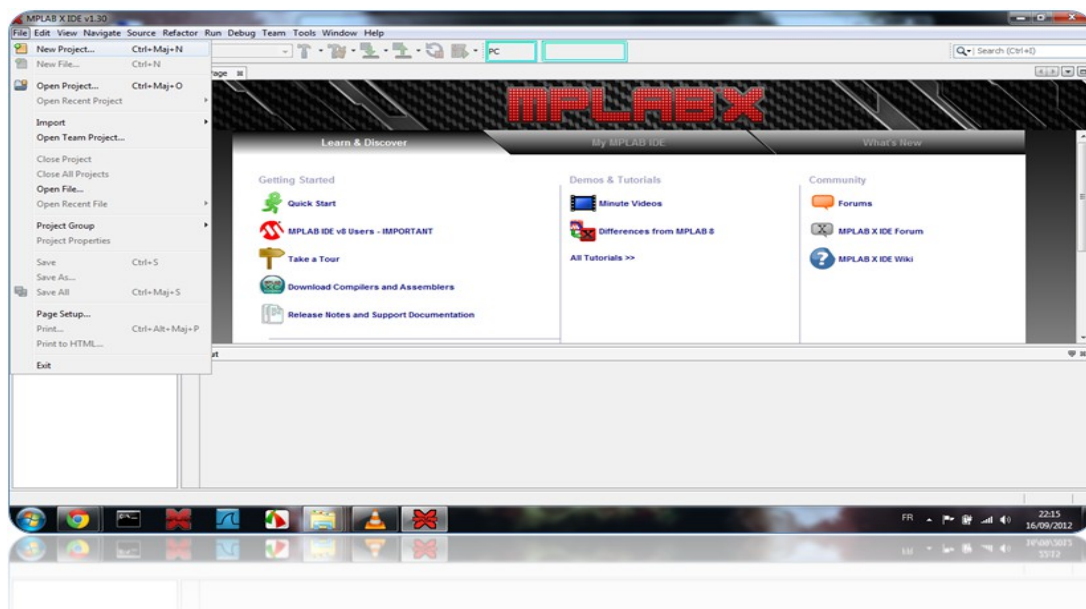 MPLAB X IDE v1.30
File Edit View Navigate Source Refactor Run Debug Team Tools Window Help
New Project... Ctrl+Maj+N
New File... Ctrl+N
Open Project... Ctrl+Maj+O
Open Recent Project
Import
Open Team Project...
Close Project
Close All Projects
Open File...
Open Recent File
Project Group
Project Properties
Save Ctrl+S
Save As...
Save All Ctrl+Maj+S
Page Setup...
Print... Ctrl+Alt+Maj+P
Print to HTML...
Exit
PC
Search (Ctrl+I)
MPLAB X
Learn & Discover
My MPLAB IDE
What's New
Getting Started
Quick Start
MPLAB IDE v8 Users - IMPORTANT
Take a Tour
Download Compilers and Assemblers
Release Notes and Support Documentation
Demos & Tutorials
Minute Videos
Differences from MPLAB 8
All Tutorials >>
Community
Forums
MPLAB X IDE Forum
MPLAB X IDE Wiki
FR
22:15
16/09/2012